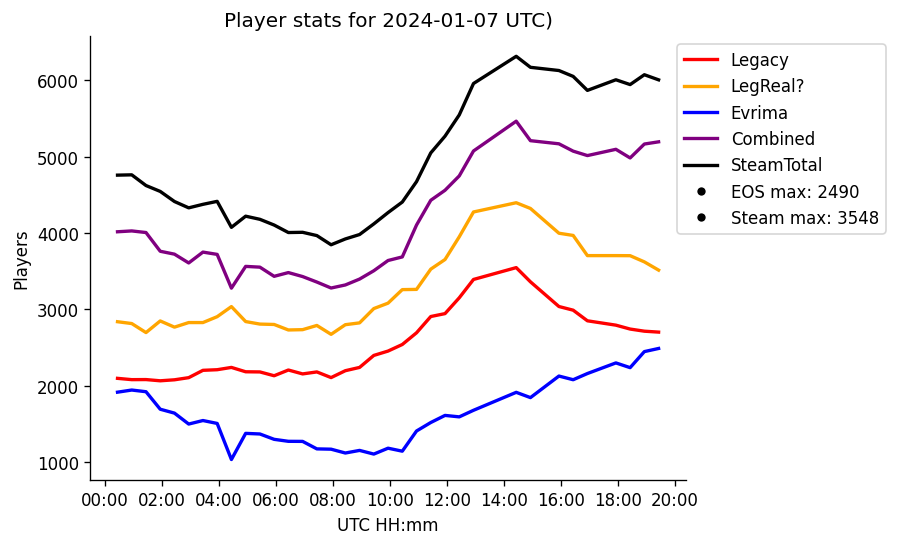 Player stats for 2024-01-07 UTC)
Players
6000
5000
4000
3000
2000
1000
00:00 02:00 04:00 06:00 08:00 10:00 12:00 14:00 16:00 18:00 20:00
UTC HH:mm
Legacy
LegReal?
Evrima
Combined
SteamTotal
EOS max: 2490
Steam max: 3548